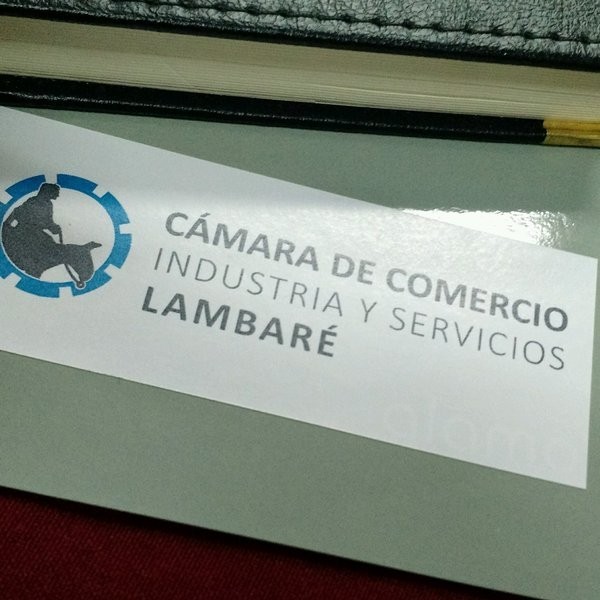 CÁMARA DE COMERCIO
INDUSTRIA Y SERVICIOS
LAMBARÉ